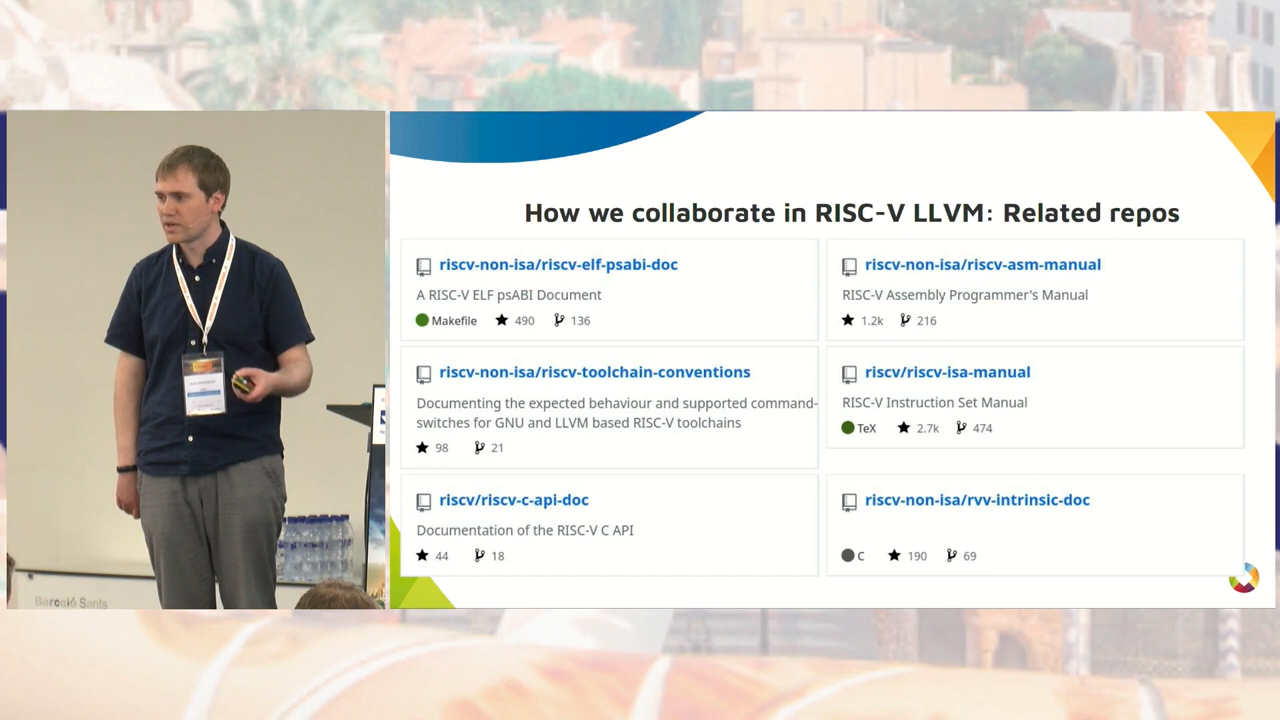 How we collaborate in RISC-V LLVM: Related repos
riscv-non-isa/riscv-elf-psabi-doc
A RISC-V ELF psABI Document
Makefile 490 136
riscv-non-isa/riscv-asm-manual
RISC-V Assembly Programmer's Manual
1.2k 216
riscv-non-isa/riscv-toolchain-conventions
Documenting the expected behaviour and supported command-
switches for GNU and LLVM based RISC-V toolchains
98 21
riscv/riscv-isa-manual
RISC-V Instruction Set Manual
TeX 2.7k 474
riscv/riscv-c-api-doc
Documentation of the RISC-V C API
44 18
riscv-non-isa/rvv-intrinsic-doc
C 190 69
Barceló Sants